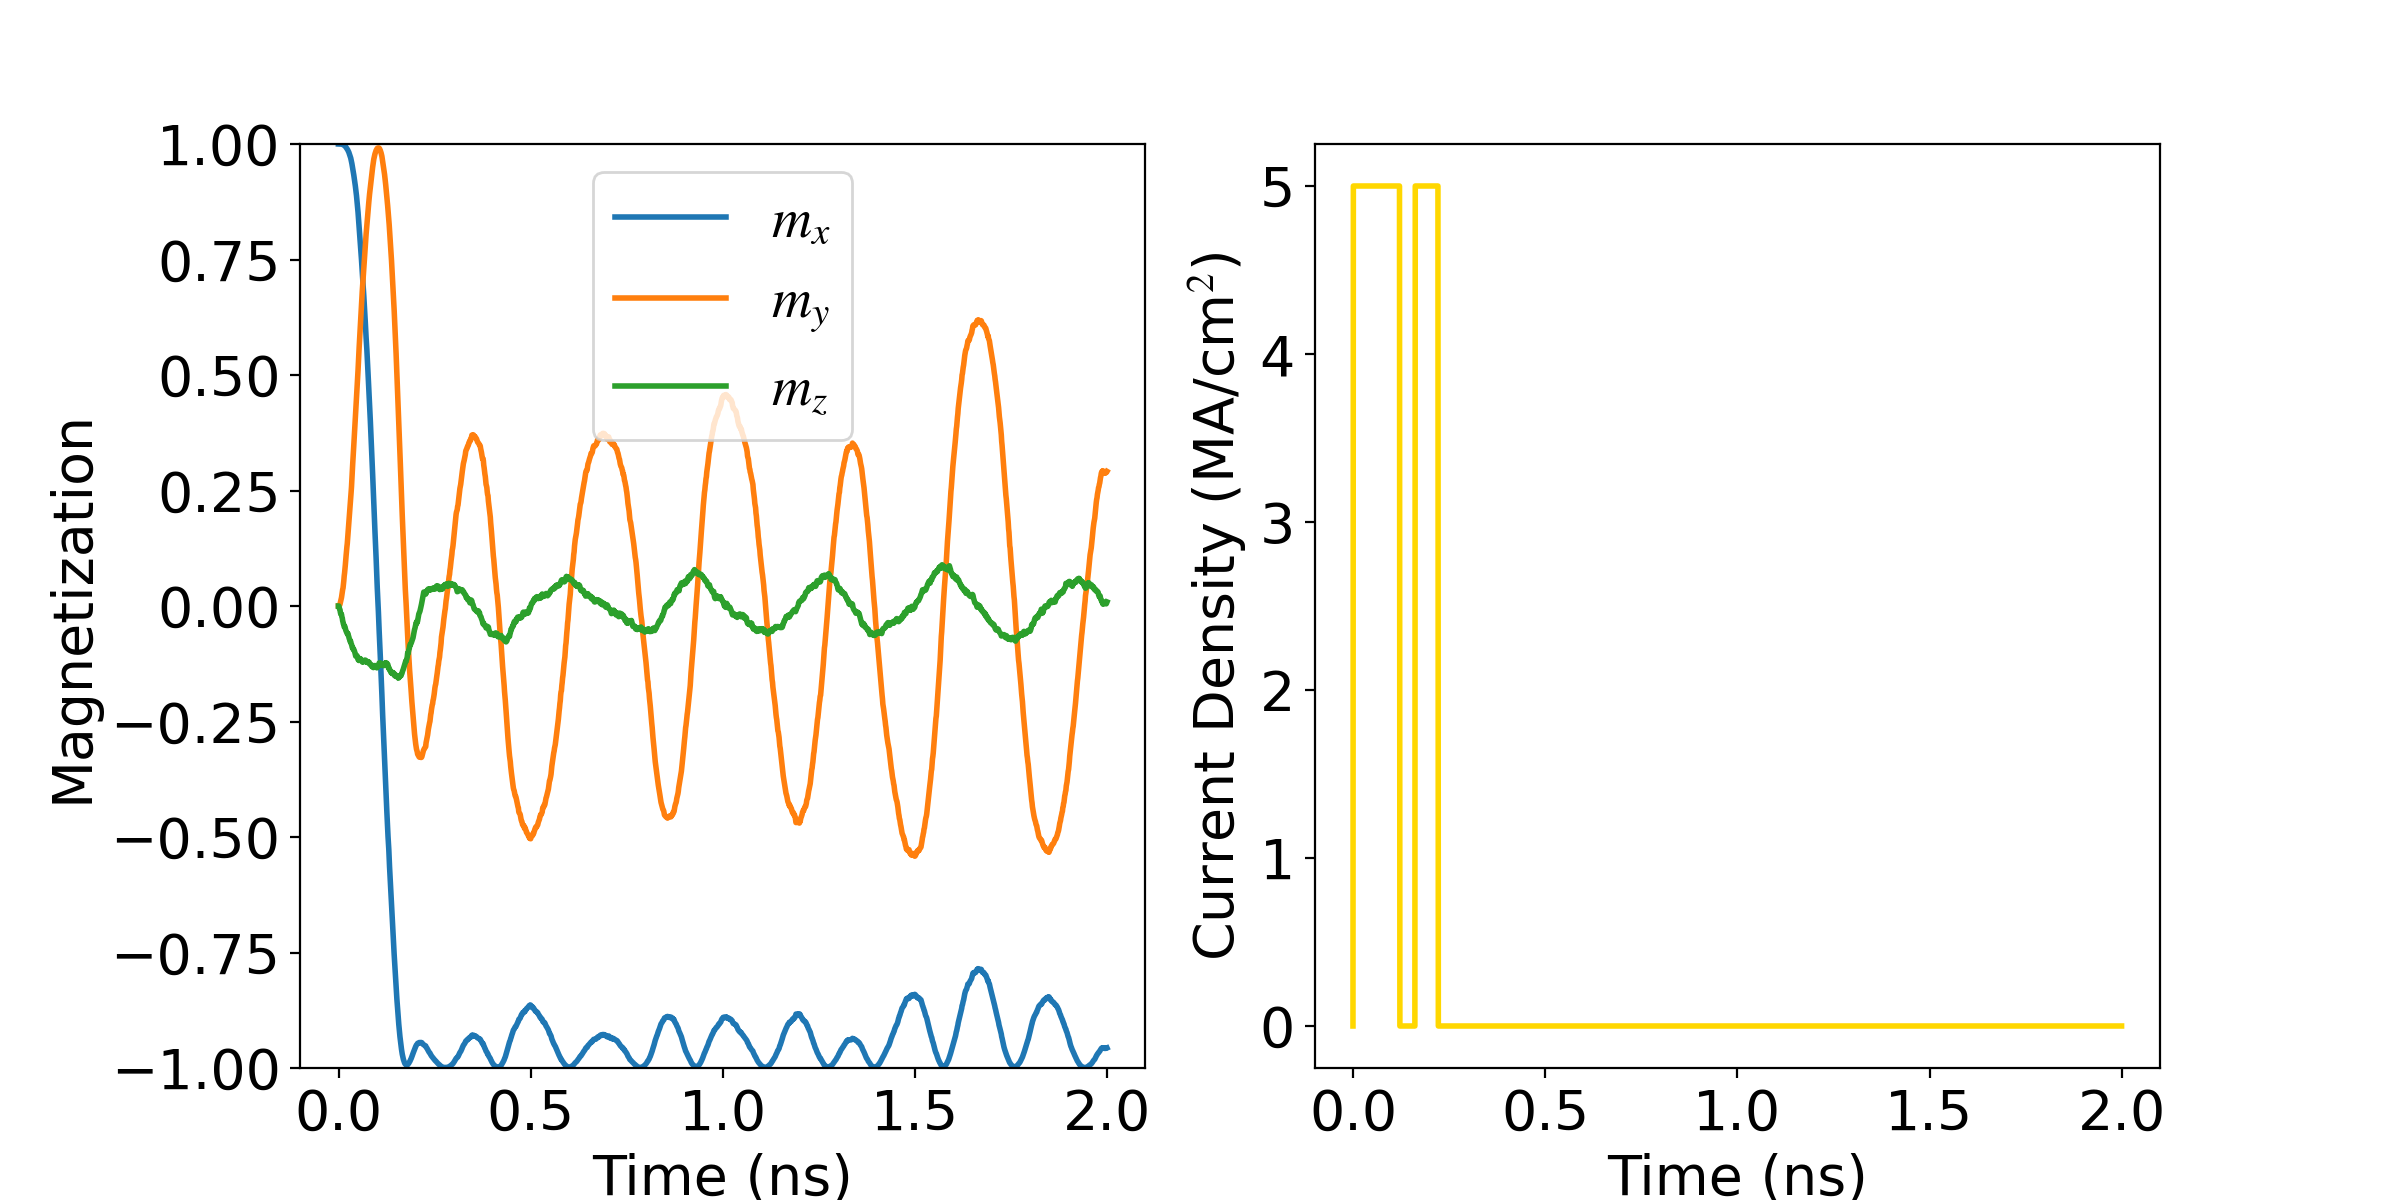 1.00
0.75
0.50
0.25
0.00
−0.25
−0.50
−0.75
−1.00
Magnetization
0.0 0.5 1.0 1.5 2.0
Time (ns)
m_x
m_y
m_z
5
4
3
2
1
0
Current Density (MA/cm²)
0.0 0.5 1.0 1.5 2.0
Time (ns)